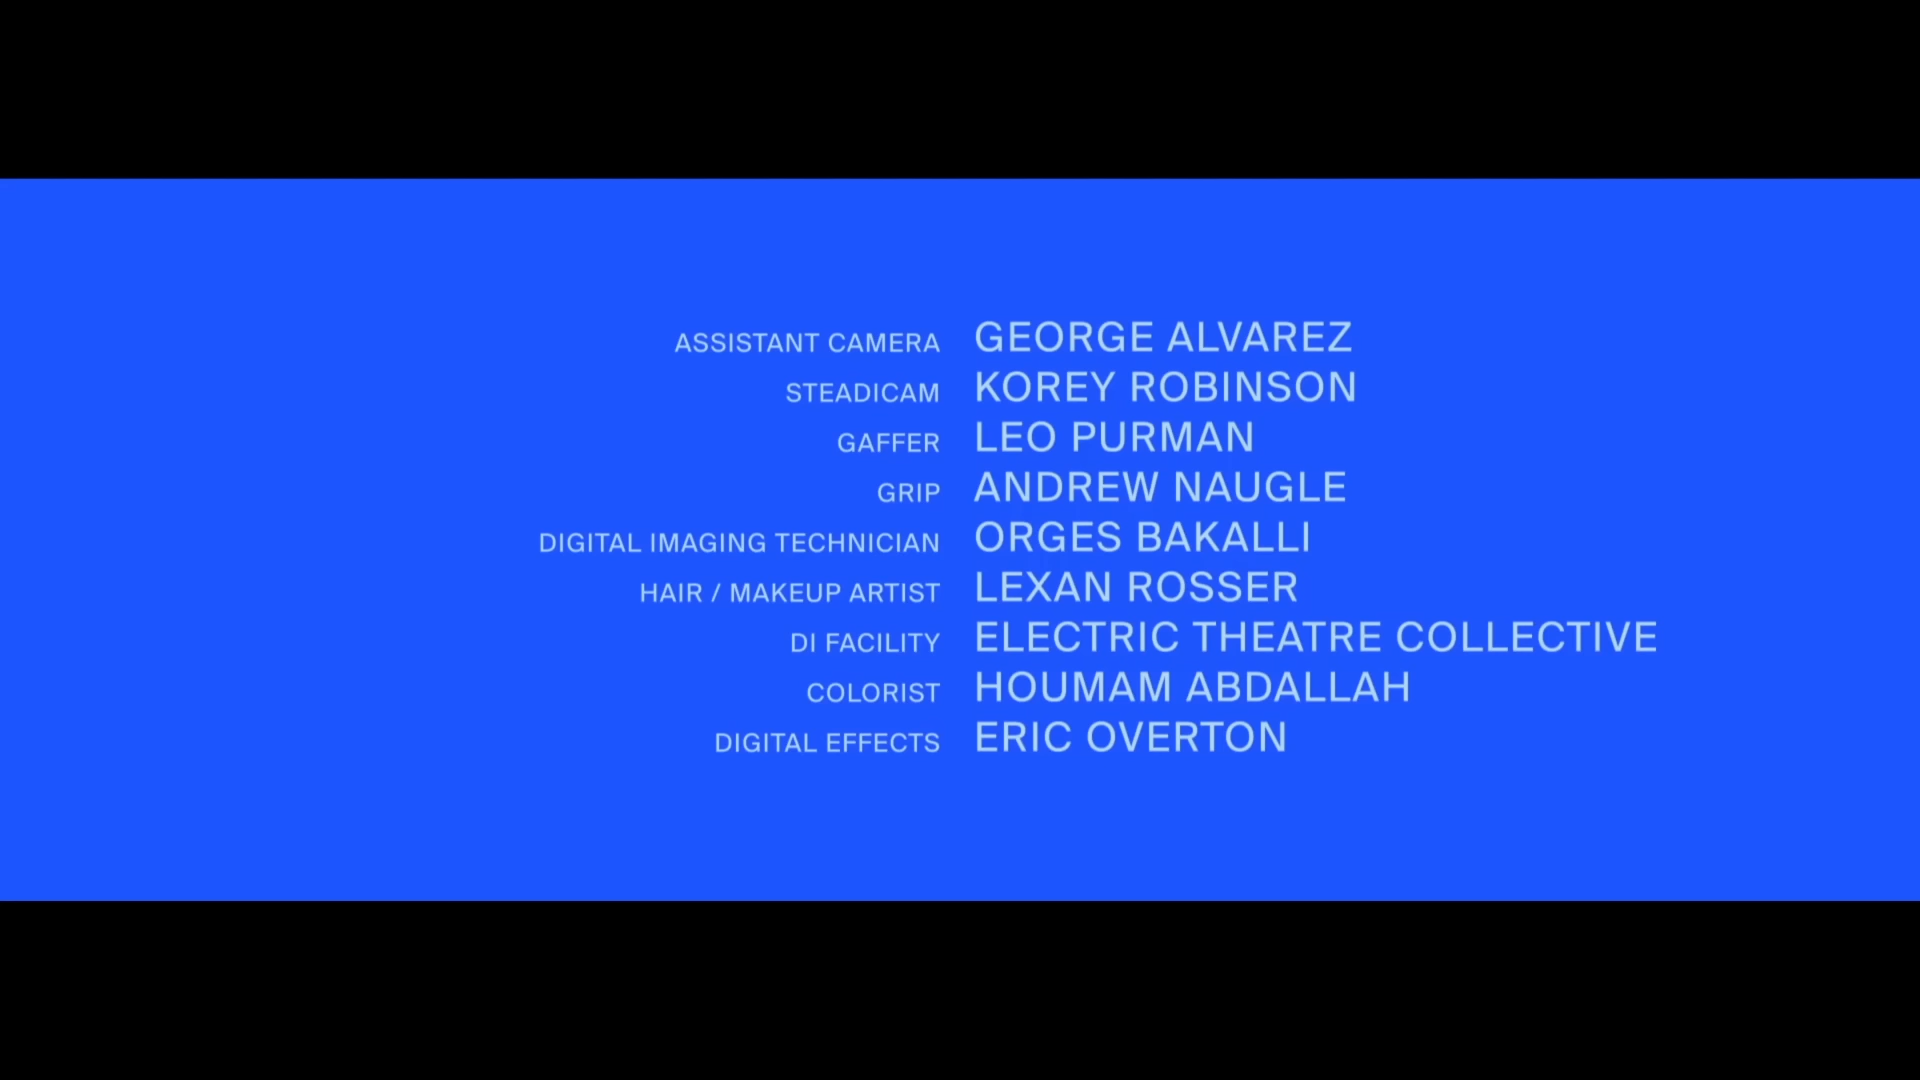 ASSISTANT CAMERA GEORGE ALVAREZ
STEADICAM KOREY ROBINSON
GAFFER LEO PURMAN
GRIP ANDREW NAUGLE
DIGITAL IMAGING TECHNICIAN ORGES BAKALLI
HAIR / MAKEUP ARTIST LEXAN ROSSER
DI FACILITY ELECTRIC THEATRE COLLECTIVE
COLORIST HOUMAM ABDALLAH
DIGITAL EFFECTS ERIC OVERTON